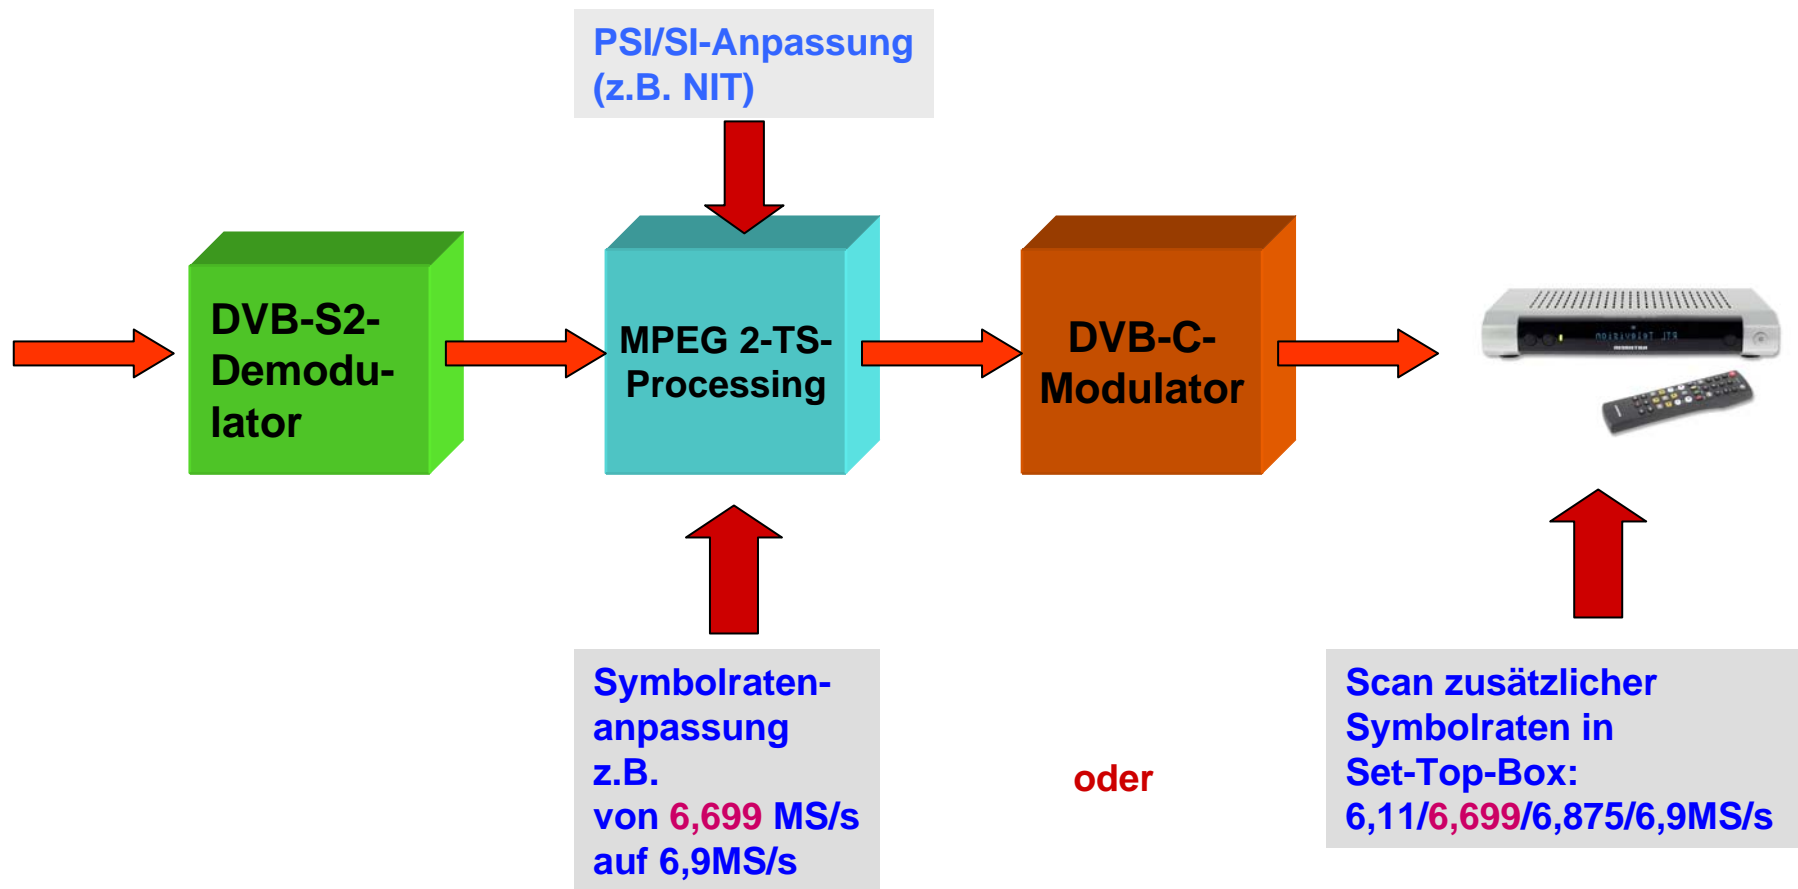 PSI/SI-Anpassung
(z.B. NIT)
DVB-S2-
Demodu-
lator
MPEG 2-TS-
Processing
DVB-C-
Modulator
RTL Television
Symbolraten-
anpassung
z.B.
von 6,699 MS/s
auf 6,9MS/s
oder
Scan zusätzlicher
Symbolraten in
Set-Top-Box:
6,11/6,699/6,875/6,9MS/s